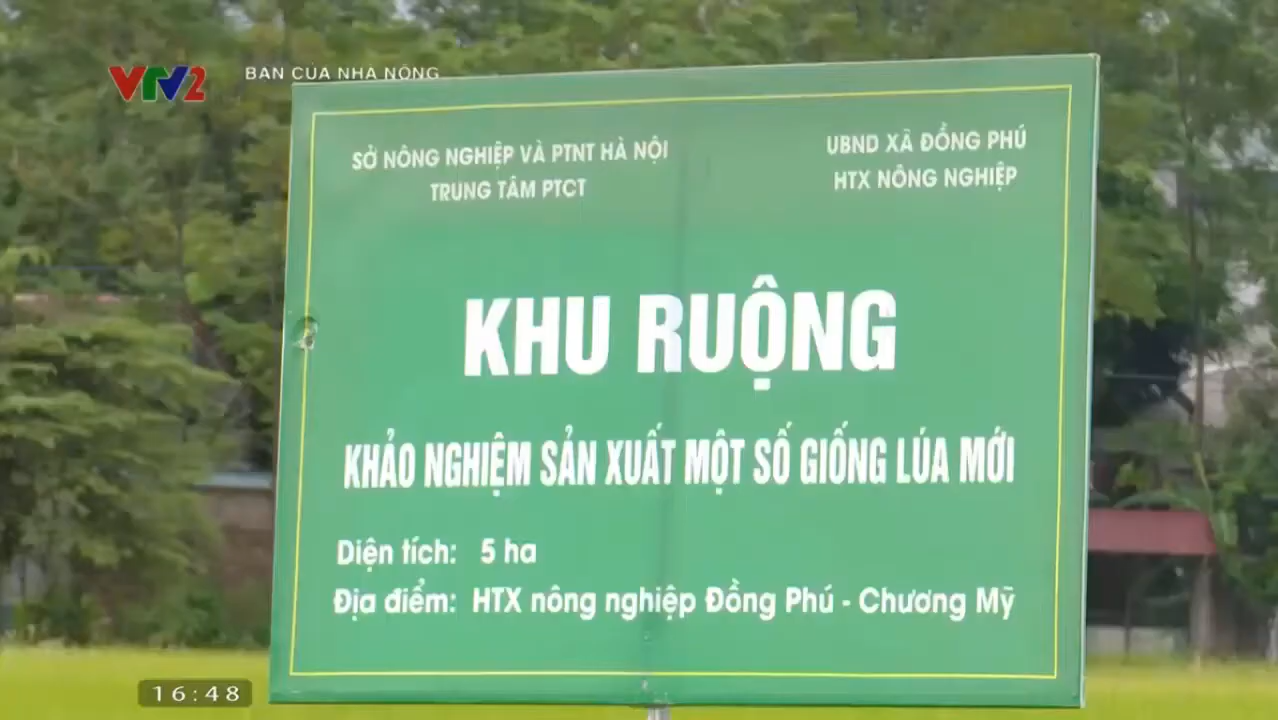 VTV2 BẠN CỦA NHÀ NÔNG
SỞ NÔNG NGHIỆP VÀ PTNT HÀ NỘI
TRUNG TÂM PTCT
UBND XÃ ĐỒNG PHÚ
HTX NÔNG NGHIỆP
KHU RUỘNG
KHẢO NGHIỆM SẢN XUẤT MỘT SỐ GIỐNG LÚA MỚI
Diện tích: 5 ha
Địa điểm: HTX nông nghiệp Đồng Phú - Chương Mỹ
16:48